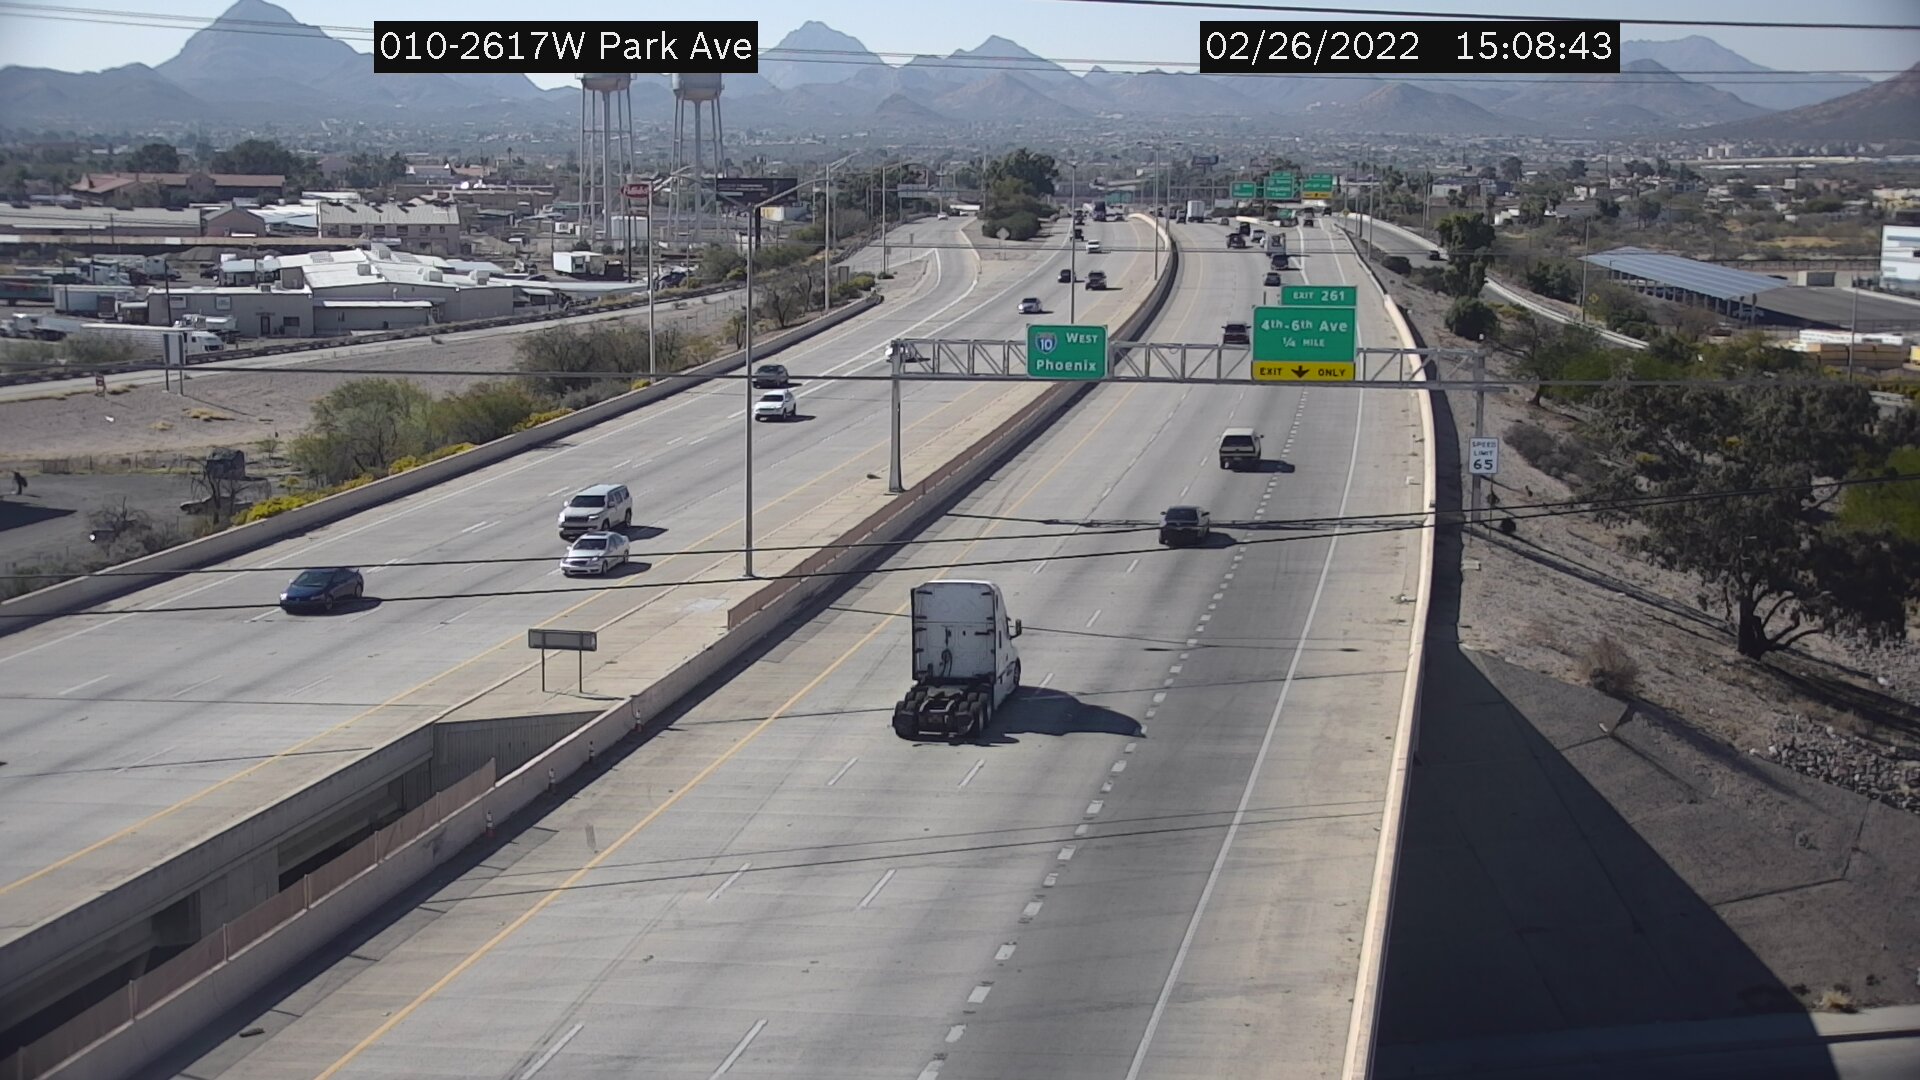 010-2617W Park Ave
02/26/2022 15:08:43
EXIT 261
4th-6th Ave
1/4 MILE
EXIT ONLY
10
WEST
Phoenix
SPEED
LIMIT
65